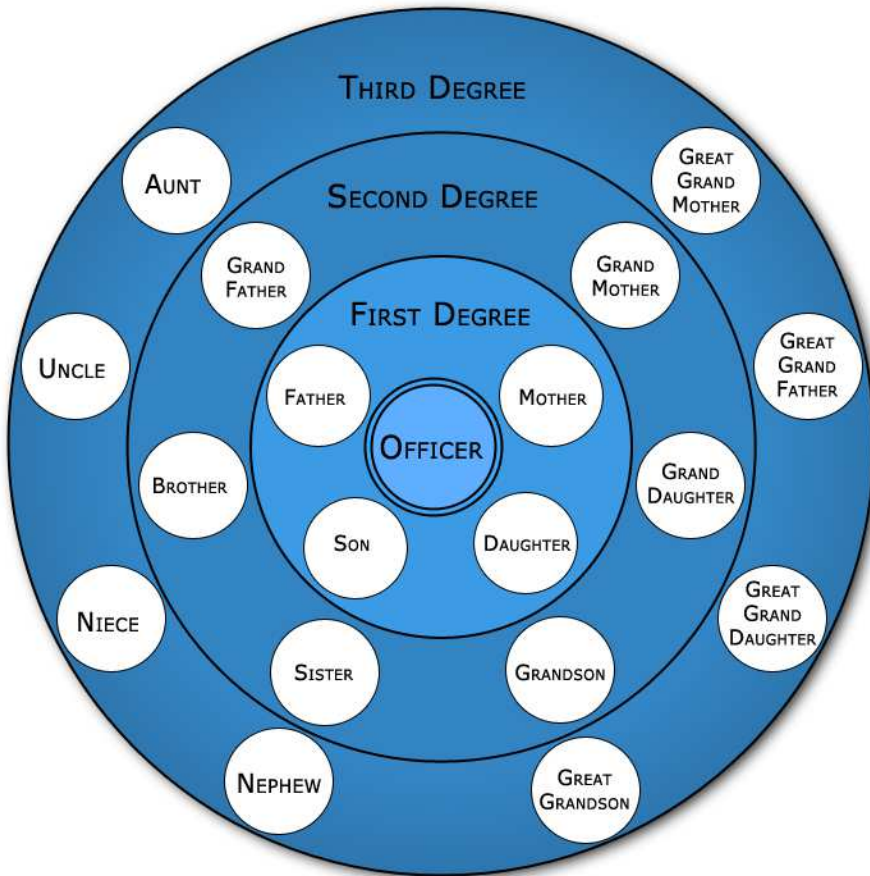 Third Degree
Aunt
Great
Grand
Mother
Second Degree
Grand
Father
Grand
Mother
First Degree
Uncle
Great
Grand
Father
Father
Mother
Officer
Brother
Grand
Daughter
Son
Daughter
Niece
Great
Grand
Daughter
Sister
Grandson
Nephew
Great
Grandson